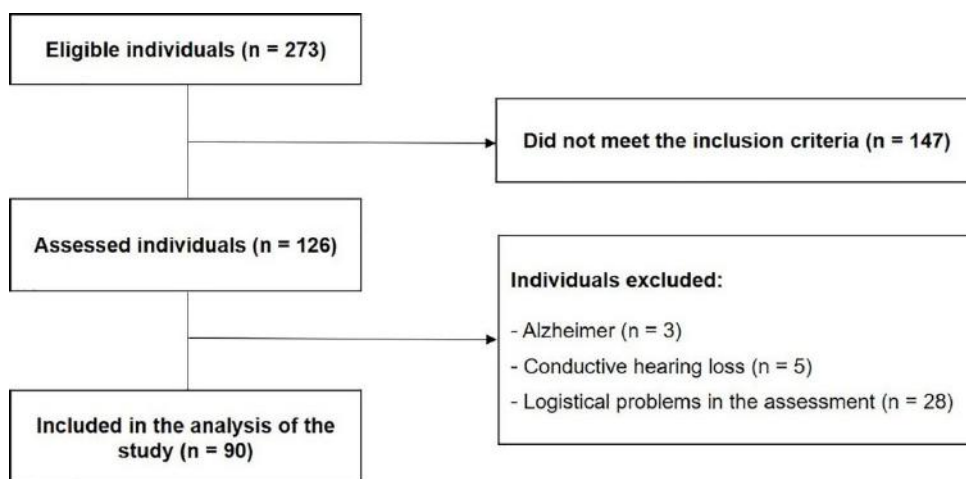 Eligible individuals (n = 273)
Did not meet the inclusion criteria (n = 147)
Assessed individuals (n = 126)
Individuals excluded:
- Alzheimer (n = 3)
- Conductive hearing loss (n = 5)
- Logistical problems in the assessment (n = 28)
Included in the analysis of the
study (n = 90)